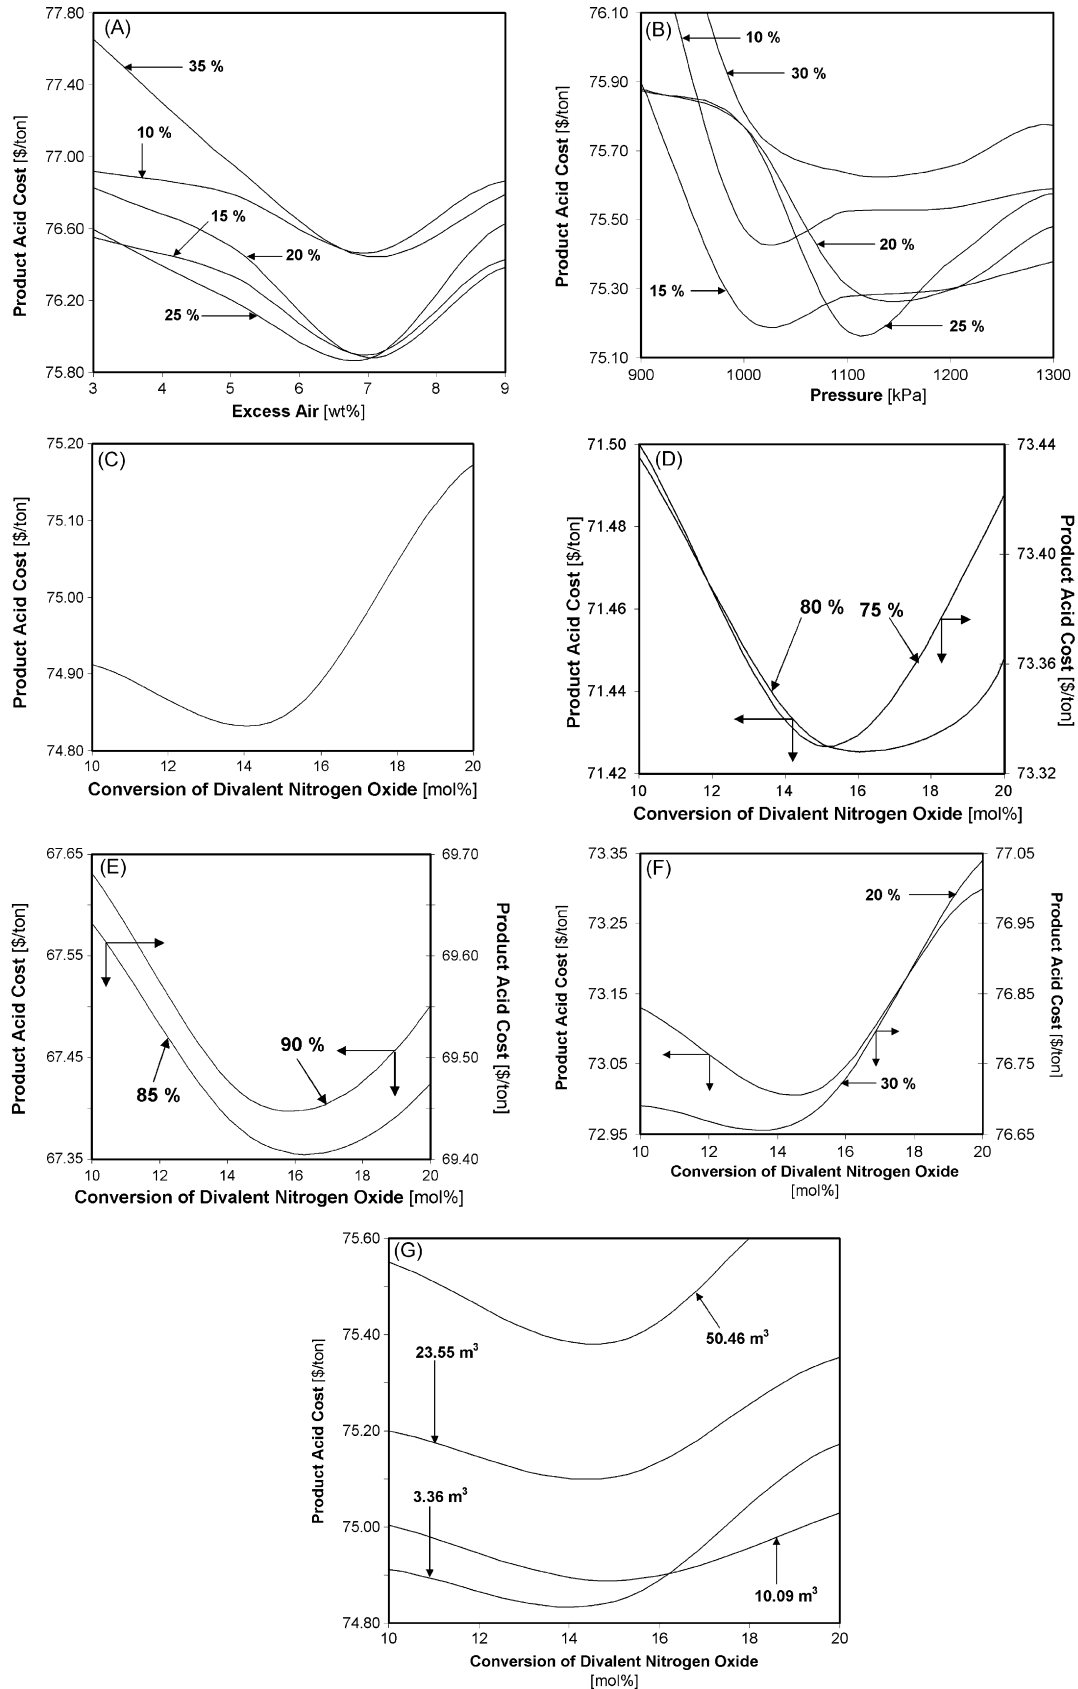 (A)
Product Acid Cost [$/ton]
77.80
77.40
77.00
76.60
76.20
75.80
35 %
10 %
15 %
20 %
25 %
3 4 5 6 7 8 9
Excess Air [wt%]
(B)
Product Acid Cost [$/ton]
76.10
75.90
75.70
75.50
75.30
75.10
10 %
30 %
20 %
15 %
25 %
900 1000 1100 1200 1300
Pressure [kPa]
(C)
Product Acid Cost [$/ton]
75.20
75.10
75.00
74.90
74.80
10 12 14 16 18 20
Conversion of Divalent Nitrogen Oxide [mol%]
(D)
Product Acid Cost [$/ton]
71.50
71.48
71.46
71.44
71.42
80 % 75 %
73.44
73.40
73.36
73.32
Product Acid Cost [$/ton]
10 12 14 16 18 20
Conversion of Divalent Nitrogen Oxide [mol%]
(E)
Product Acid Cost [$/ton]
67.65
67.55
67.45
67.35
90 %
85 %
69.70
69.60
69.50
69.40
Product Acid Cost
[$/ton]
10 12 14 16 18 20
Conversion of Divalent Nitrogen Oxide [mol%]
(F)
Product Acid Cost [$/ton]
73.35
73.25
73.15
73.05
72.95
20 %
30 %
77.05
76.95
76.85
76.75
76.65
Product Acid Cost [$/ton]
10 12 14 16 18 20
Conversion of Divalent Nitrogen Oxide
[mol%]
(G)
Product Acid Cost [$/ton]
75.60
75.40
75.20
75.00
74.80
50.46 m³
23.55 m³
3.36 m³
10.09 m³
10 12 14 16 18 20
Conversion of Divalent Nitrogen Oxide
[mol%]